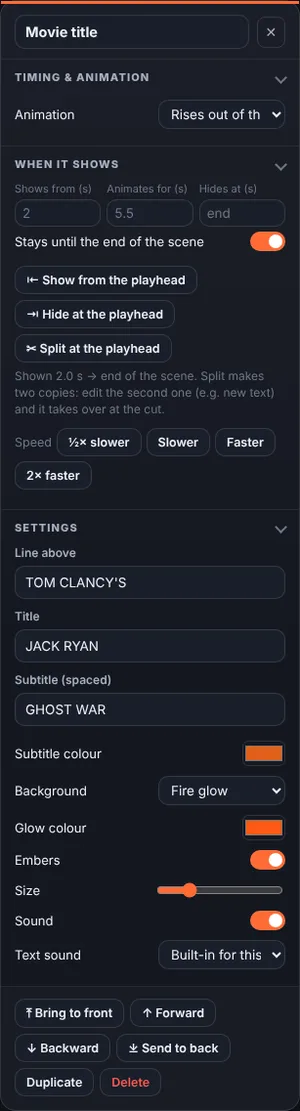 Movie title
×
TIMING & ANIMATION
Animation Rises out of th
WHEN IT SHOWS
Shows from (s) Animates for (s) Hides at (s)
2 5.5 end
Stays until the end of the scene
⇤ Show from the playhead
⇥ Hide at the playhead
✂ Split at the playhead
Shown 2.0 s → end of the scene. Split makes
two copies: edit the second one (e.g. new text)
and it takes over at the cut.
Speed ½× slower Slower Faster
2× faster
SETTINGS
Line above
TOM CLANCY'S
Title
JACK RYAN
Subtitle (spaced)
GHOST WAR
Subtitle colour
Background Fire glow
Glow colour
Embers
Size
Sound
Text sound Built-in for this
⤒ Bring to front ↑ Forward
↓ Backward ⤓ Send to back
Duplicate Delete